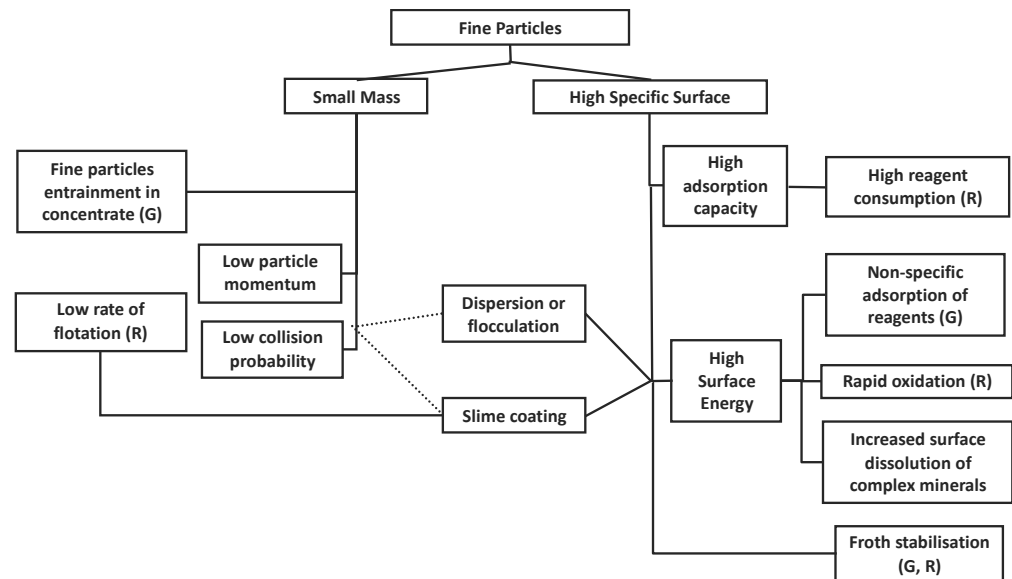 Fine Particles
Small Mass
High Specific Surface
Fine particles
entrainment in
concentrate (G)
High
adsorption
capacity
High reagent
consumption (R)
Low particle
momentum
Low rate of
flotation (R)
Low collision
probability
Dispersion or
flocculation
Non-specific
adsorption of
reagents (G)
High
Surface
Energy
Rapid oxidation (R)
Slime coating
Increased surface
dissolution of
complex minerals
Froth stabilisation
(G, R)